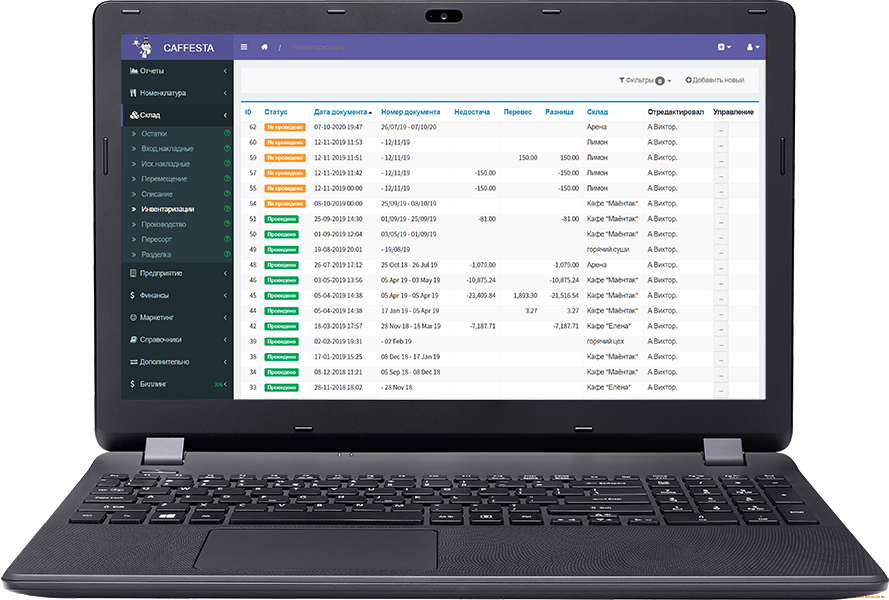 CAFFESTA
/ Инвентаризации
Отчеты
Номенклатура
Склад
Остатки
Вход.накладные
Исх.накладные
Перемещение
Списание
Инвентаризации
Производство
Пересорт
Разделка
Предприятие
$ Финансы
Маркетинг
Справочники
Дополнительно
$ Биллинг
Фильтры 0 Добавить новый
ID Статус Дата документа Номер документа Недостача Перевес Разница Склад Отредактировал Управление
62 Не проведено 07-10-2020 19:47 26/07/19 - 07/10/20 Арена А.Виктор. ...
60 Не проведено 12-11-2019 11:53 - 12/11/19 Лимон А.Виктор. ...
59 Не проведено 12-11-2019 11:51 - 12/11/19 150.00 150.00 Лимон А.Виктор. ...
57 Не проведено 12-11-2019 11:42 - 12/11/19 -150.00 -150.00 Лимон А.Виктор. ...
55 Не проведено 12-11-2019 00:00 - 12/11/19 -150.00 -150.00 Лимон А.Виктор. ...
54 Не проведено 08-10-2019 00:00 25/09/19 - 08/10/19 Кафе "Маёнтак" А.Виктор. ...
51 Проведено 25-09-2019 14:30 01/09/19 - 25/09/19 -81.00 -81.00 Кафе "Маёнтак" А.Виктор. ...
50 Проведено 01-09-2019 12:04 03/05/19 - 01/09/19 Кафе "Маёнтак" А.Виктор. ...
49 Проведено 19-08-2019 20:01 - 19/08/19 горячий суши А.Виктор. ...
48 Проведено 26-07-2019 17:12 25 Oct 18 - 26 Jul 19 -1,079.00 -1,079.00 Арена А.Виктор. ...
46 Проведено 03-05-2019 13:56 05 Apr 19 - 03 May 19 -10,875.24 -10,875.24 Кафе "Маёнтак" А.Виктор. ...
45 Проведено 05-04-2019 14:38 05 Apr 19 - 05 Apr 19 -23,409.84 1,893.30 -21,516.54 Кафе "Маёнтак" А.Виктор. ...
44 Проведено 05-04-2019 14:38 17 Jan 19 - 05 Apr 19 3.27 3.27 Кафе "Маёнтак" А.Виктор. ...
42 Проведено 18-03-2019 17:57 28 Nov 18 - 18 Mar 19 -7,187.71 -7,187.71 Кафе "Елена" А.Виктор. ...
39 Проведено 02-02-2019 19:31 - 02 Feb 19 горячий цех А.Виктор. ...
38 Проведено 17-01-2019 15:25 08 Dec 18 - 17 Jan 19 Кафе "Маёнтак" А.Виктор. ...
34 Проведено 08-12-2018 11:21 05 Sep 18 - 08 Dec 18 Кафе "Маёнтак" А.Виктор. ...
33 Проведено 28-11-2018 18:02 - 28 Nov 18 Кафе "Елена" А.Виктор. ...